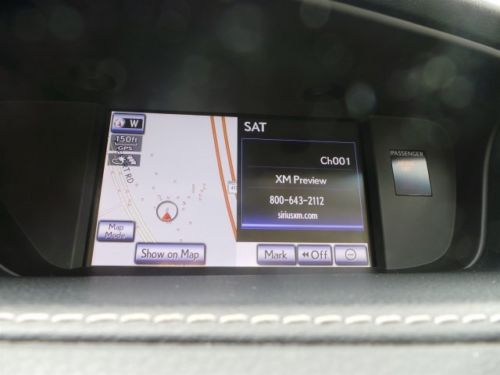 W
150ft
GPS
RD
Map
Mode
Show on Map
SAT
Ch001
XM Preview
800-643-2112
siriusxm.com
Mark
Off
PASSENGER